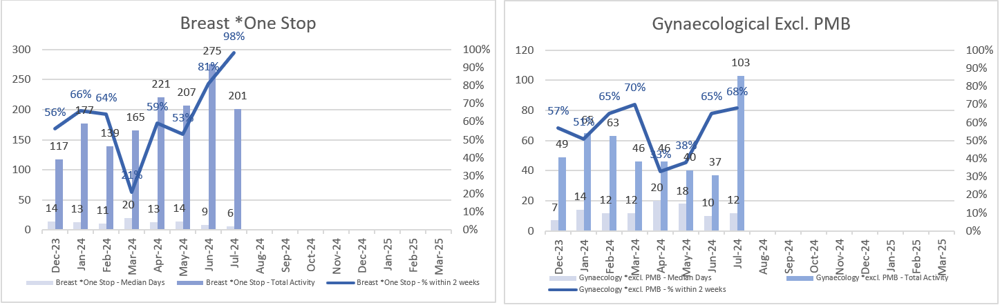 Breast *One Stop
98%
300 275 100%
81% 90%
250 221 207 80%
66% 64% 201
200 177 165 59% 70%
56% 53% 60%
150 139 50%
117 40%
100 21% 30%
50 20 20%
14 13 11 13 14 9 6 10%
0 0%
Dec-23 Jan-24 Feb-24 Mar-24 Apr-24 May-24 Jun-24 Jul-24 Aug-24 Sep-24 Oct-24 Nov-24 Dec-24 Jan-25 Feb-25 Mar-25
Breast *One Stop - Median Days Breast *One Stop - Total Activity Breast *One Stop - % within 2 weeks
Gynaecological Excl. PMB
120 100%
103 90%
100 70% 80%
65% 65% 68% 70%
80 57% 51% 65 63 60%
60 49 46 46 50%
33% 38% 40 37 40%
40 30%
20 18 20%
20 7 14 12 12 10 12 10%
0 0%
Dec-23 Jan-24 Feb-24 Mar-24 Apr-24 May-24 Jun-24 Jul-24 Aug-24 Sep-24 Oct-24 Nov-24 Dec-24 Jan-25 Feb-25 Mar-25
Gynaecology *excl. PMB - Median Days Gynaecology *excl. PMB - Total Activity
Gynaecology *excl. PMB - % within 2 weeks